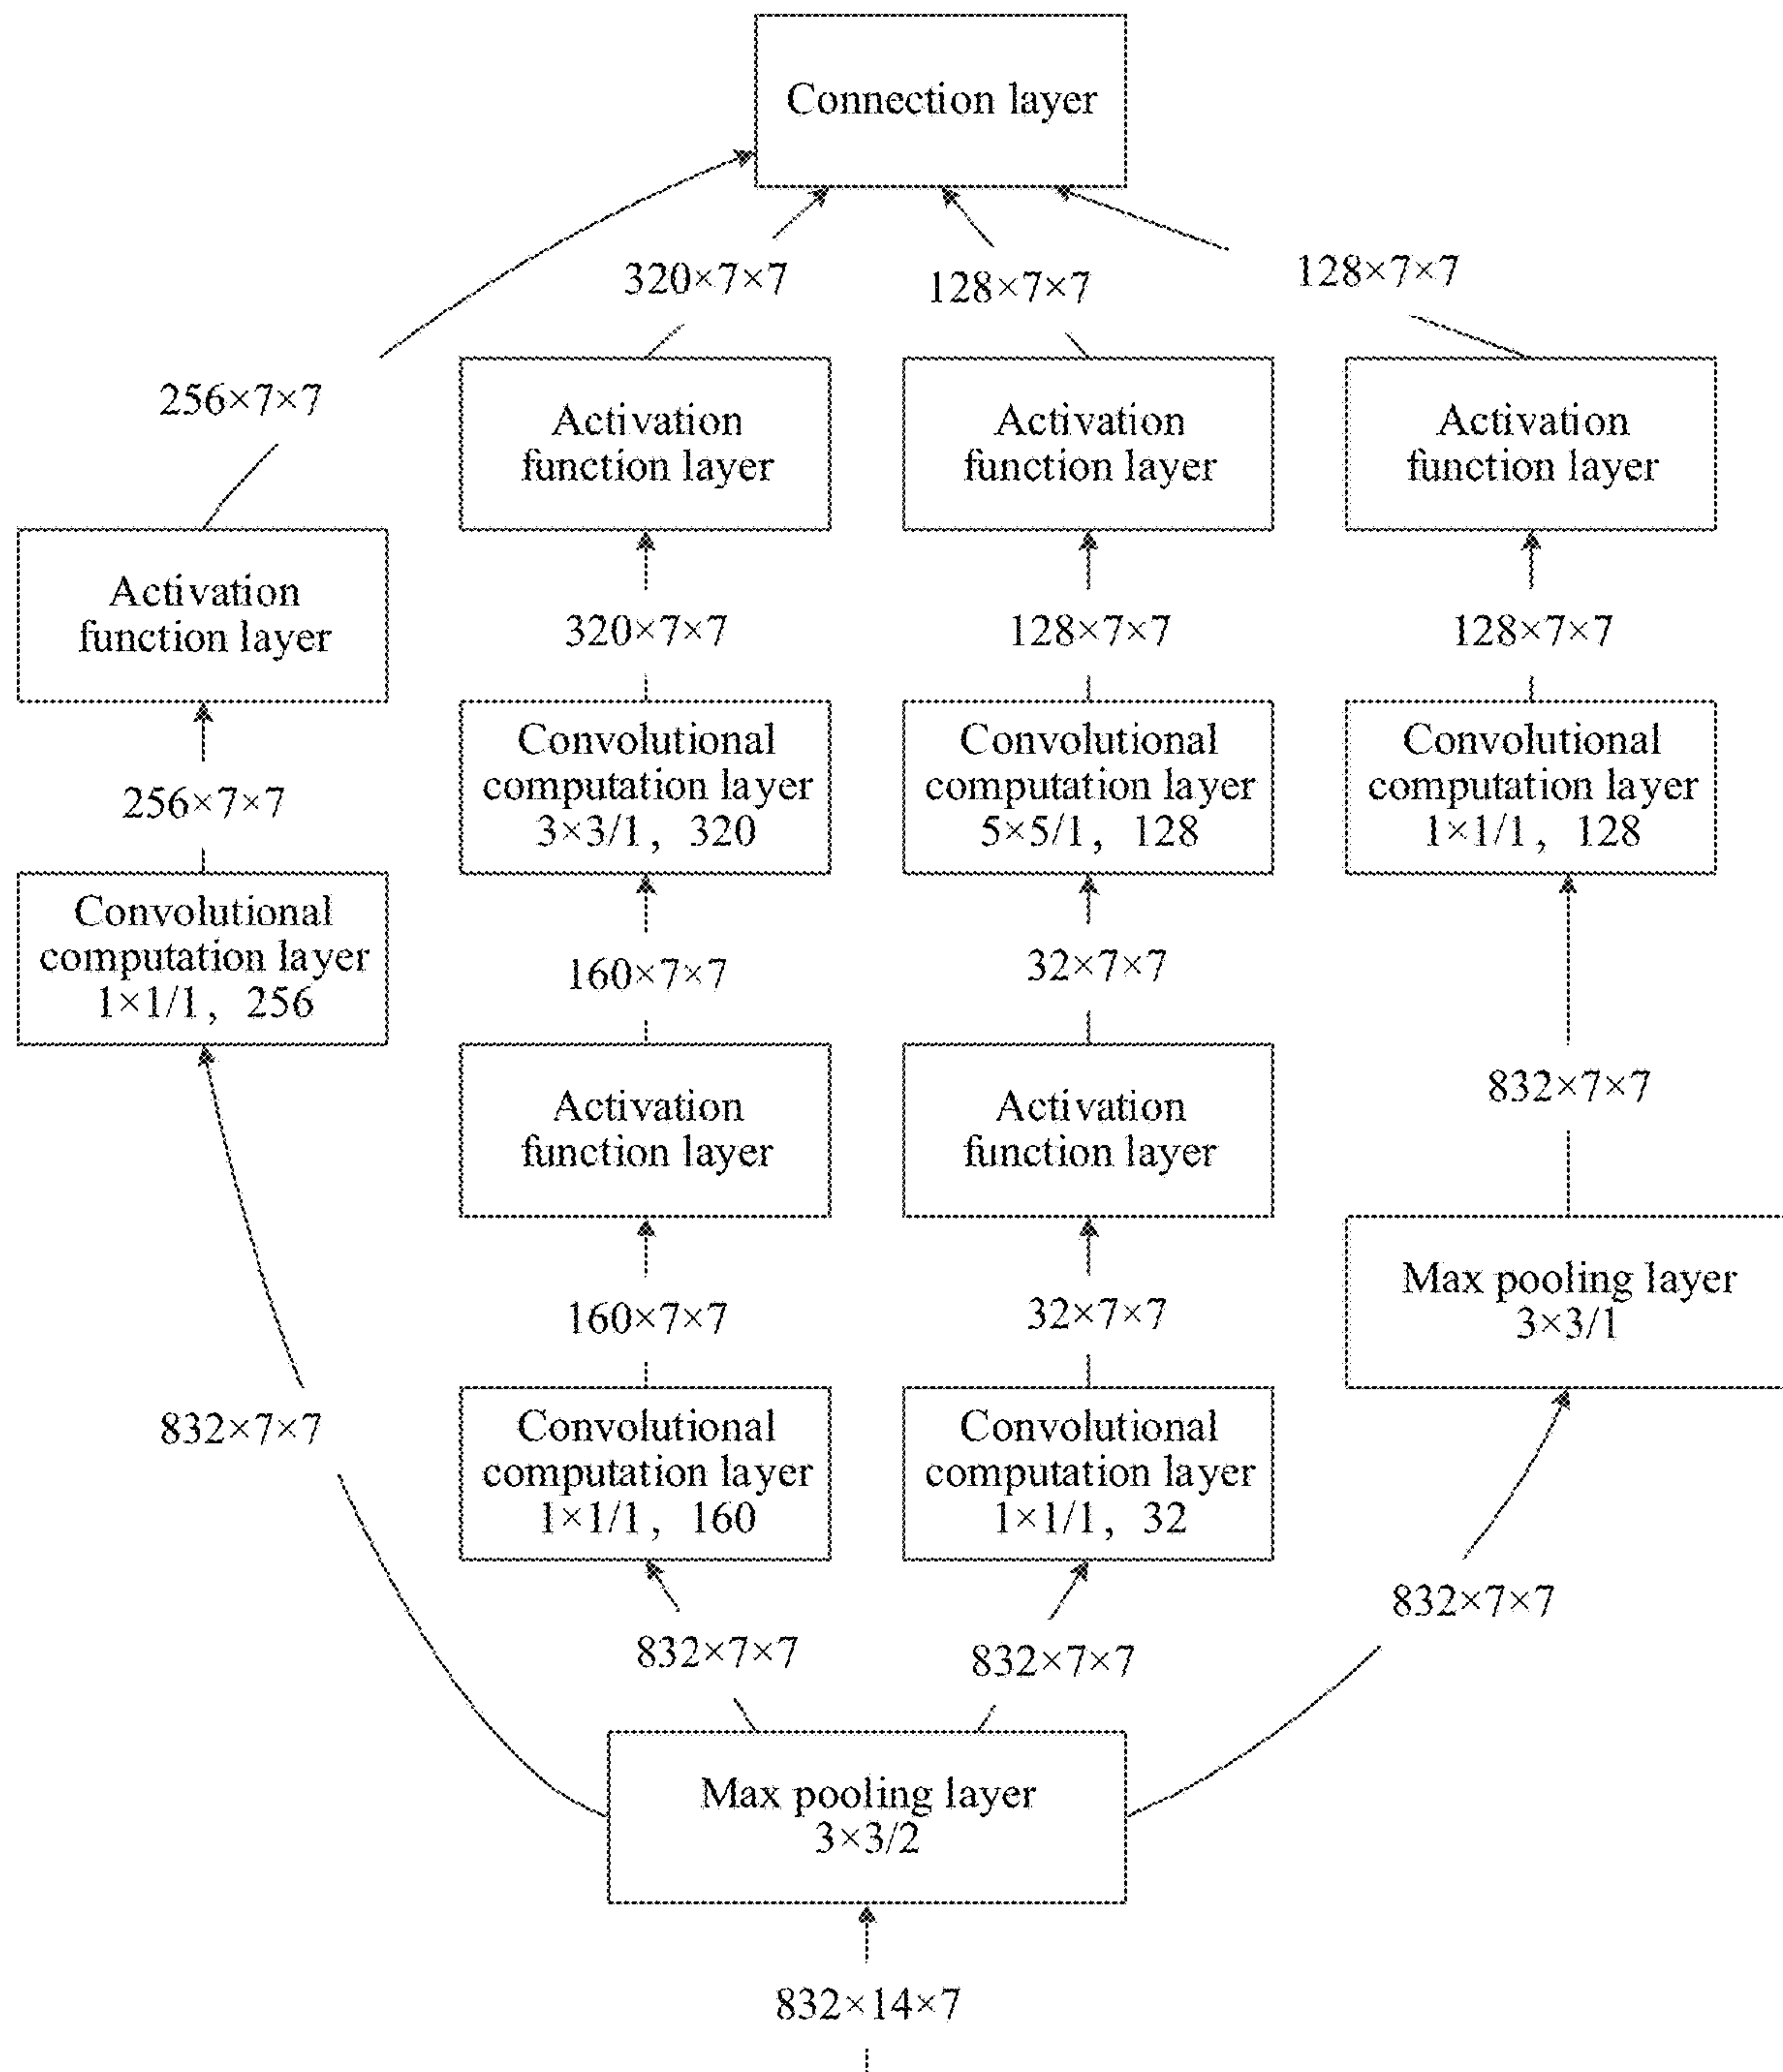 Connection layer
320×7×7
128×7×7
128×7×7
256×7×7
Activation
function layer
Activation
function layer
Activation
function layer
Activation
function layer
320×7×7
128×7×7
128×7×7
Convolutional
computation layer
3×3/1, 320
Convolutional
computation layer
5×5/1, 128
Convolutional
computation layer
1×1/1, 128
256×7×7
Convolutional
computation layer
1×1/1, 256
160×7×7
32×7×7
832×7×7
Activation
function layer
Activation
function layer
Max pooling layer
3×3/1
160×7×7
32×7×7
832×7×7
Convolutional
computation layer
1×1/1, 160
Convolutional
computation layer
1×1/1, 32
832×7×7
832×7×7
832×7×7
Max pooling layer
3×3/2
832×14×7